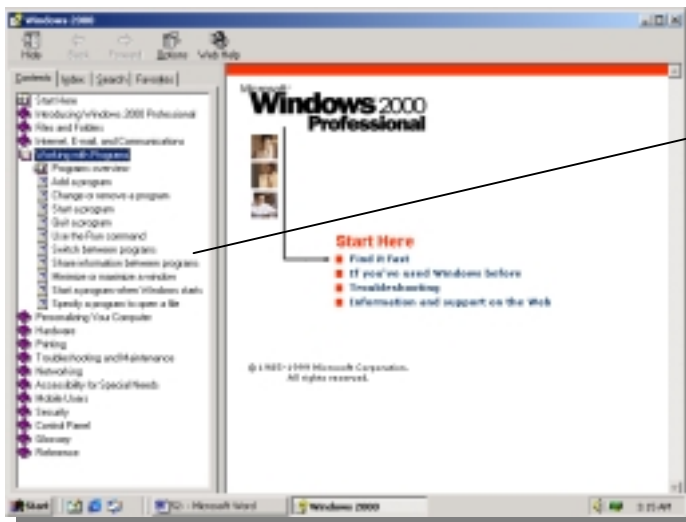 Windows 2000
Hide Back Forward Options Web Help
Contents Index Search Favorites
Start Here
Introducing Windows 2000 Professional
Files and Folders
Internet, E-mail, and Communications
Working with Programs
Programs overview
Add a program
Change or remove a program
Start a program
Quit a program
Use the Run command
Switch between programs
Share information between programs
Minimize or maximize a window
Start a program when Windows starts
Specify a program to open a file
Personalizing Your Computer
Hardware
Printing
Troubleshooting and Maintenance
Networking
Accessibility for Special Needs
Mobile Users
Security
Control Panel
Glossary
Reference
Microsoft
Windows 2000
Professional
Start Here
Find it Fast
If you've used Windows before
Troubleshooting
Information and support on the Web
© 1985-1999 Microsoft Corporation.
All rights reserved.
Start - Microsoft Word Windows 2000 AM